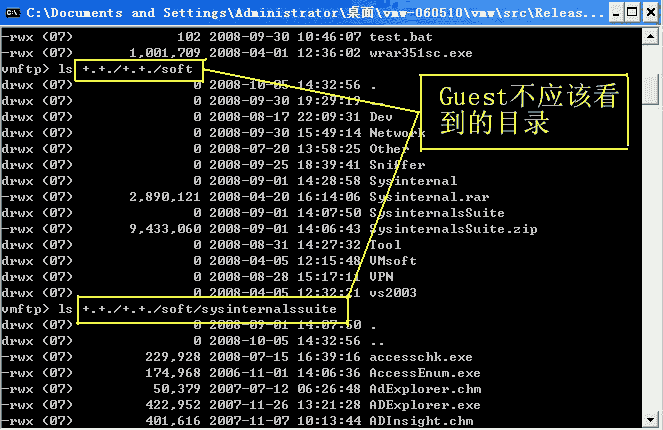 C:\Documents and Settings\Administrator\桌面\vmw-060510\vmw\src\Releas...
-rwx (07) 102 2008-09-30 10:46:07 test.bat
-rwx (07) 1,001,709 2008-04-01 12:36:02 wrar351sc.exe
vmftp> ls +.+./+.+./soft
drwx (07) 0 2008-10-05 14:32:56 .
drwx (07) 0 2008-09-30 19:29:19
drwx (07) 0 2008-08-17 22:09:31 Dev
drwx (07) 0 2008-09-30 15:49:14 Network
drwx (07) 0 2008-07-20 13:58:25 Other
drwx (07) 0 2008-09-25 18:39:41 Sniffer
drwx (07) 0 2008-09-01 14:28:58 Sysinternal
-rwx (07) 2,890,121 2008-04-20 16:14:06 Sysinternal.rar
drwx (07) 0 2008-09-01 14:07:50 SysinternalsSuite
-rwx (07) 9,433,060 2008-09-01 14:06:43 SysinternalsSuite.zip
drwx (07) 0 2008-08-31 14:27:32 Tool
drwx (07) 0 2008-04-05 12:15:48 VMsoft
drwx (07) 0 2008-08-28 15:17:11 VPN
drwx (07) 0 2008-04-05 12:32:21 vs2003
vmftp> ls +.+./+.+./soft/sysinternalssuite
drwx (07) 0 2008-09-01 14:07:50 .
drwx (07) 0 2008-10-05 14:32:56 ..
-rwx (07) 229,928 2008-07-15 16:39:16 accesschk.exe
-rwx (07) 174,968 2006-11-01 14:06:36 AccessEnum.exe
-rwx (07) 50,379 2007-07-12 06:26:48 AdExplorer.chm
-rwx (07) 422,952 2007-11-26 13:21:28 ADExplorer.exe
-rwx (07) 401,616 2007-11-07 10:13:44 ADInsight.chm
Guest不应该看
到的目录